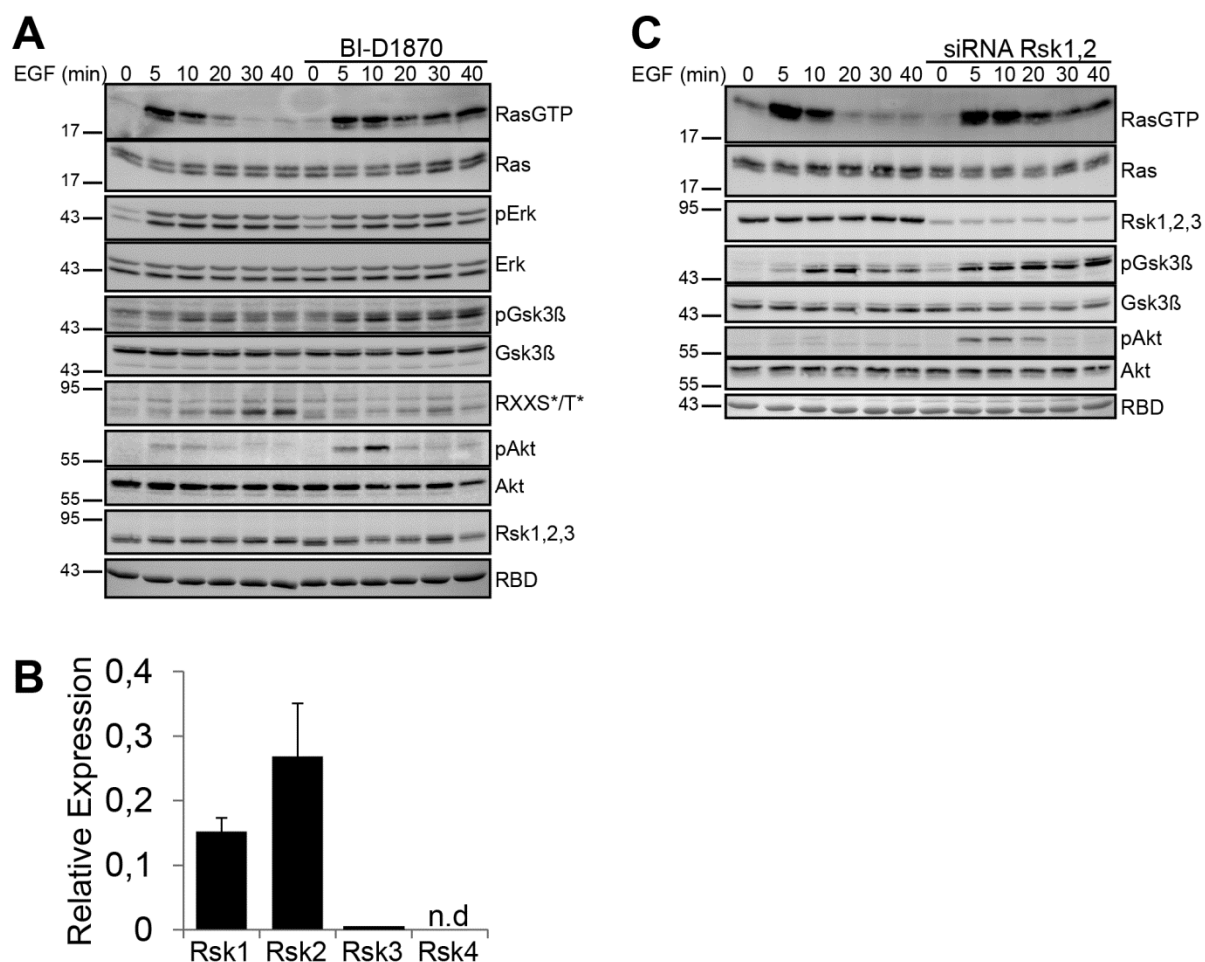 A
BI-D1870
EGF (min) 0 5 10 20 30 40 0 5 10 20 30 40
17
RasGTP
17
Ras
43
pErk
43
Erk
43
pGsk3ß
43
Gsk3ß
95
RXXS*/T*
55
pAkt
55
Akt
95
Rsk1,2,3
43
RBD
B
Relative Expression
0,4
0,3
0,2
0,1
0
n.d
Rsk1 Rsk2 Rsk3 Rsk4
C
siRNA Rsk1,2
EGF (min) 0 5 10 20 30 40 0 5 10 20 30 40
17
RasGTP
17
Ras
95
Rsk1,2,3
43
pGsk3ß
43
Gsk3ß
55
pAkt
55
Akt
43
RBD